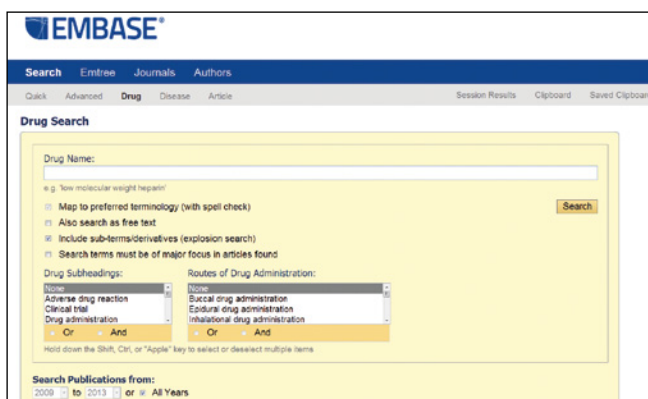 EMBASE®
Search Emtree Journals Authors
Quick Advanced Drug Disease Article Session Results Clipboard Saved Clipboar
Drug Search
Drug Name:
e.g. 'low molecular weight heparin'
Map to preferred terminology (with spell check)
Search
Also search as free text
Include sub-terms/derivatives (explosion search)
Search terms must be of major focus in articles found
Drug Subheadings: Routes of Drug Administration:
None None
Adverse drug reaction Buccal drug administration
Clinical trial Epidural drug administration
Drug administration Inhalational drug administration
Or And Or And
Hold down the Shift, Ctrl, or "Apple" key to select or deselect multiple items
Search Publications from:
2009 to 2013 or All Years